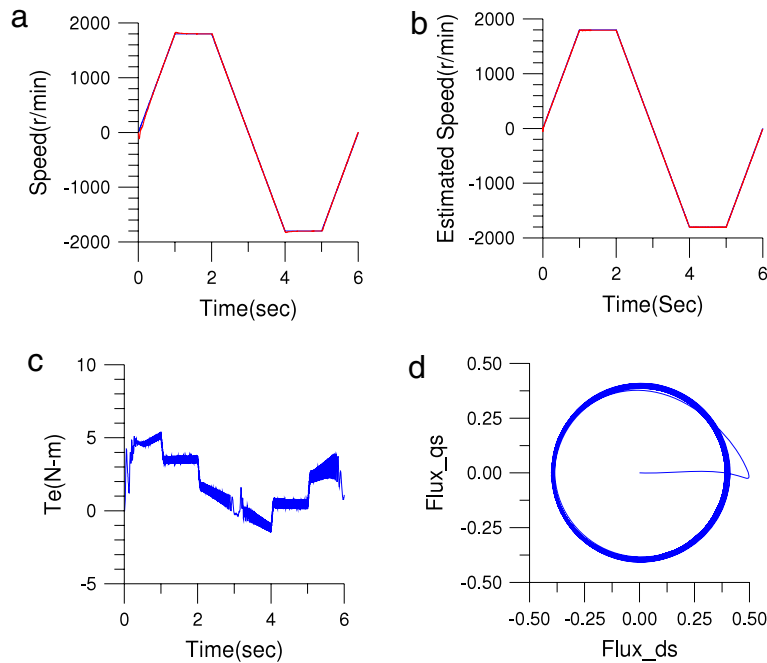 a
2000
1000
0
-1000
-2000
Speed(r/min)
0 2 4 6
Time(sec)
b
2000
1000
0
-1000
-2000
Estimated Speed(r/min)
0 2 4 6
Time(Sec)
c
10
5
0
-5
Te(N-m)
0 2 4 6
Time(sec)
d
0.50
0.25
0.00
-0.25
-0.50
Flux_qs
-0.50 -0.25 0.00 0.25 0.50
Flux_ds